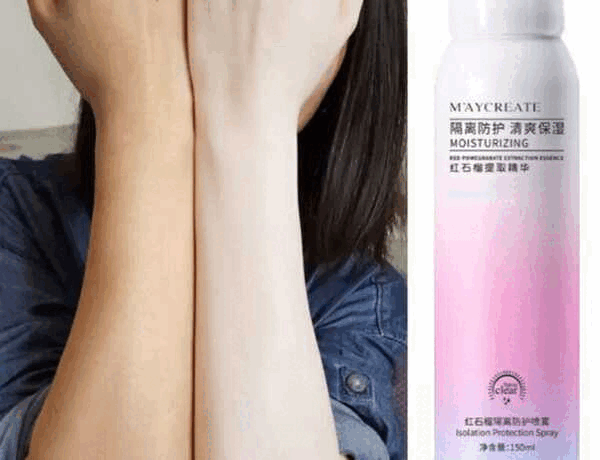 MAYCREATE
隔离防护 清爽保湿
MOISTURIZING
RED POMEGRANATE EXTRACTION ESSENCE
红石榴提取精华
clear
红石榴隔离防护喷雾
Isolation Protection Spray
净含量:150ml